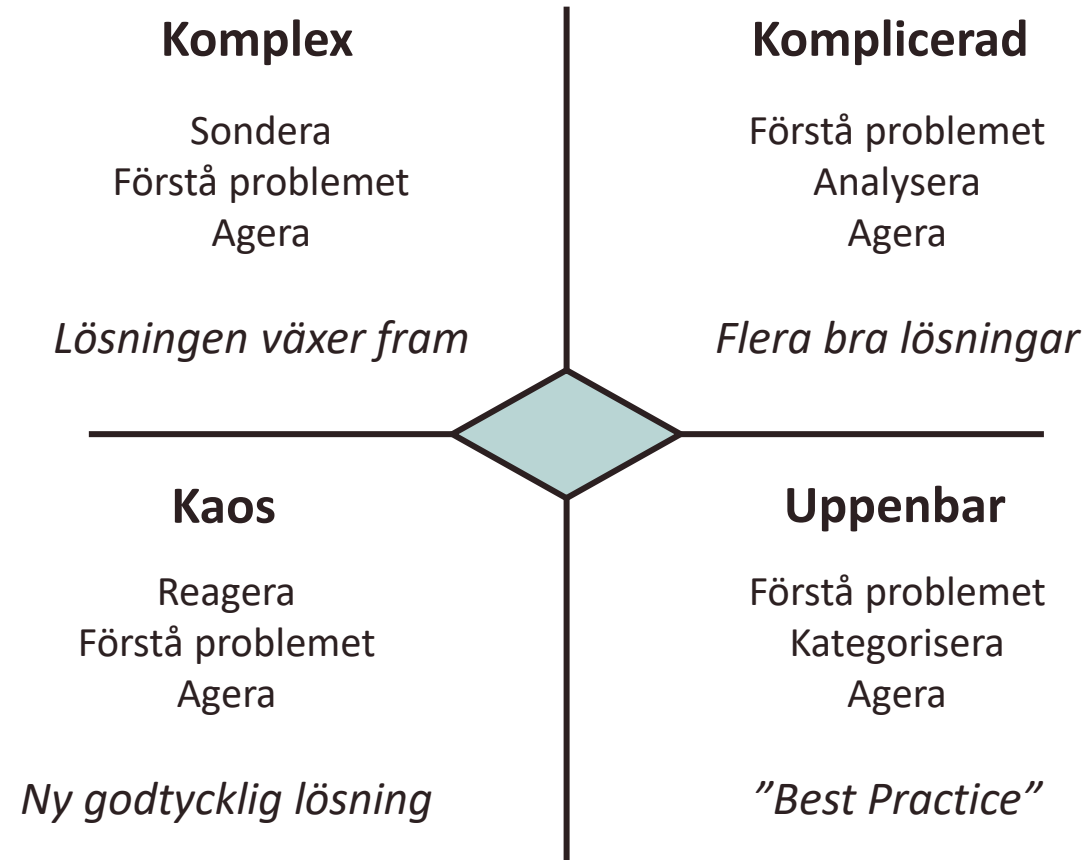 Komplex
Sondera
Förstå problemet
Agera
Lösningen växer fram
Komplicerad
Förstå problemet
Analysera
Agera
Flera bra lösningar
Kaos
Reagera
Förstå problemet
Agera
Ny godtycklig lösning
Uppenbar
Förstå problemet
Kategorisera
Agera
”Best Practice”